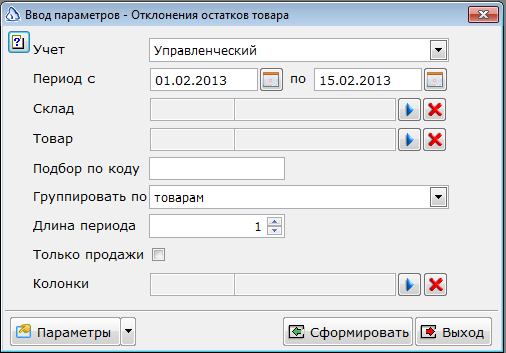 Ввод параметров - Отклонения остатков товара
Учет Управленческий
Период с 01.02.2013 по 15.02.2013
Склад
Товар
Подбор по коду
Группировать по товарам
Длина периода 1
Только продажи
Колонки
Параметры Сформировать Выход